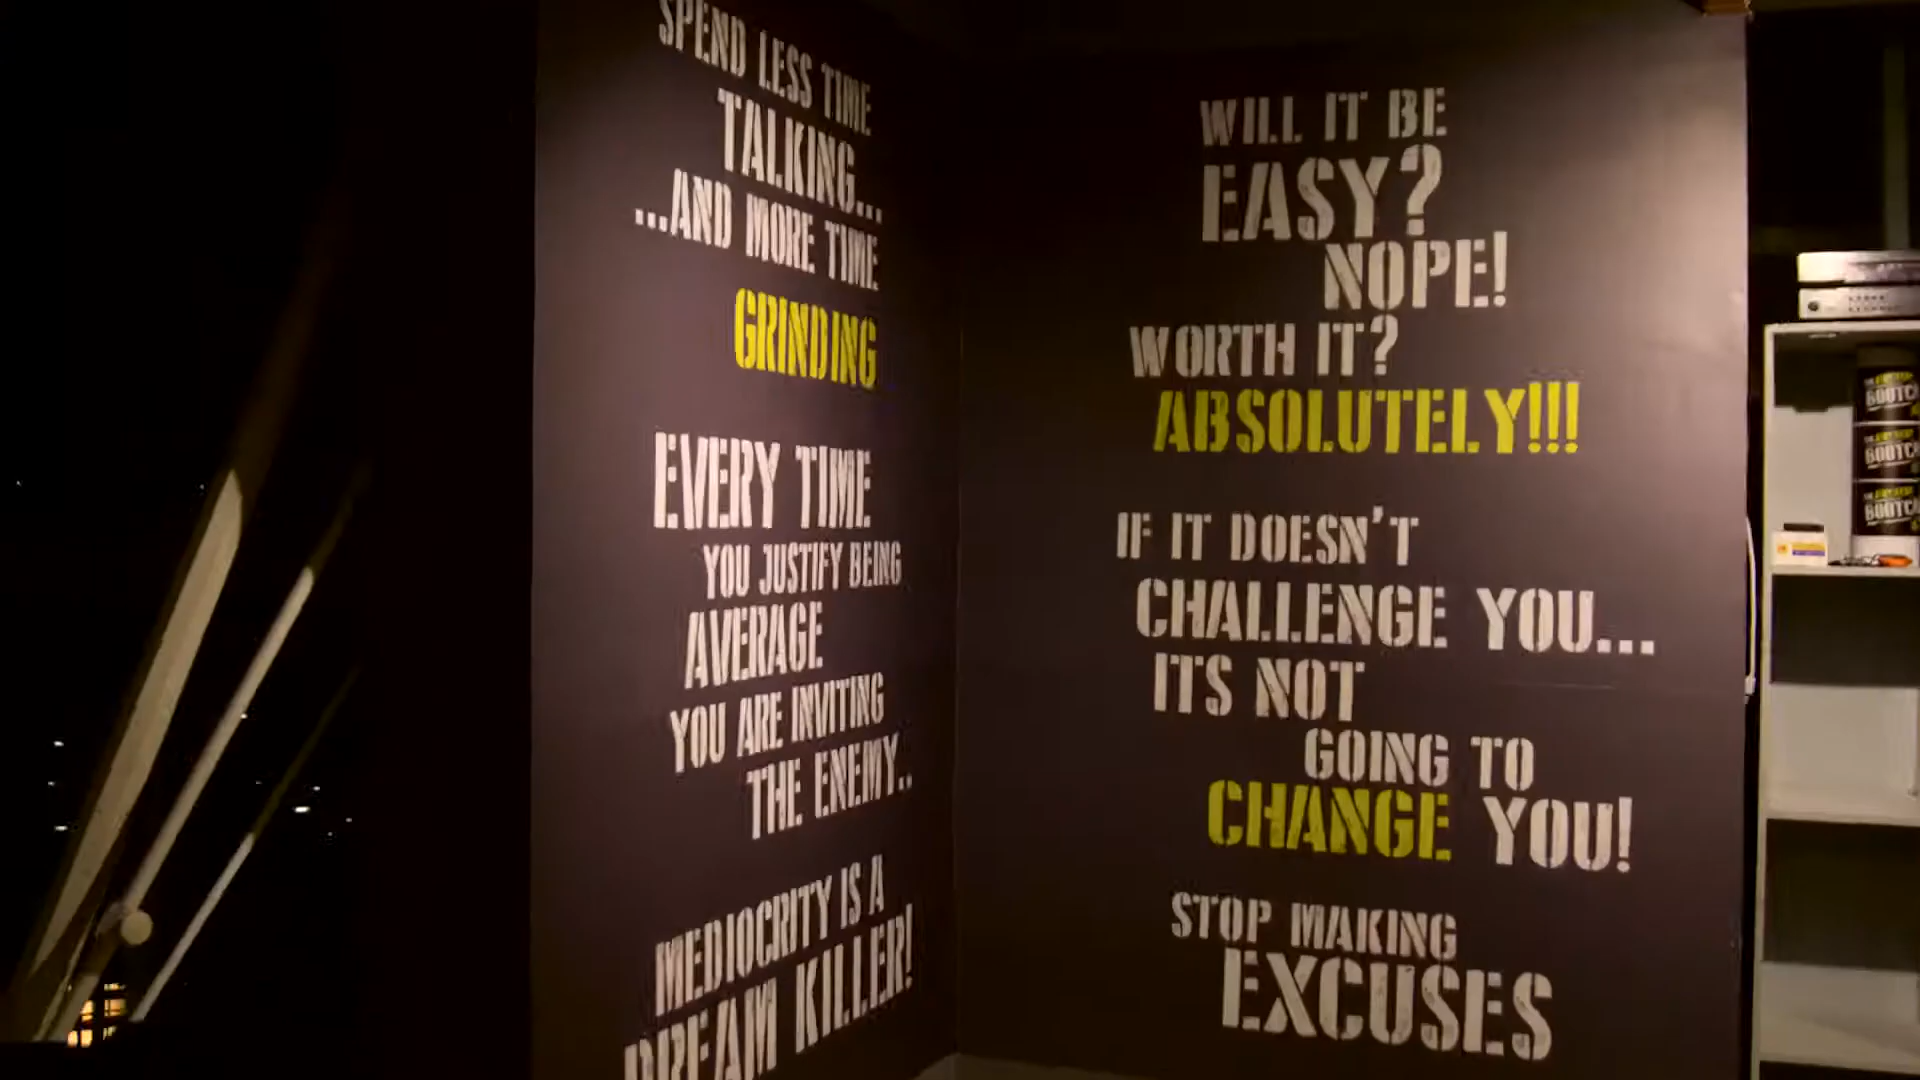 SPEND LESS TIME
TALKING...
...AND MORE TIME
GRINDING
EVERY TIME
YOU JUSTIFY BEING
AVERAGE
YOU ARE INVITING
THE ENEMY..
MEDIOCRITY IS A
DREAM KILLER!
WILL IT BE
EASY?
NOPE!
WORTH IT?
ABSOLUTELY!!!
IF IT DOESN'T
CHALLENGE YOU...
ITS NOT
GOING TO
CHANGE YOU!
STOP MAKING
EXCUSES